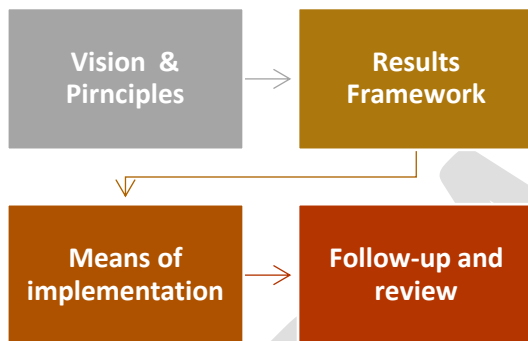 Vision &
Pirnciples
Results
Framework
Means of
implementation
Follow-up and
review